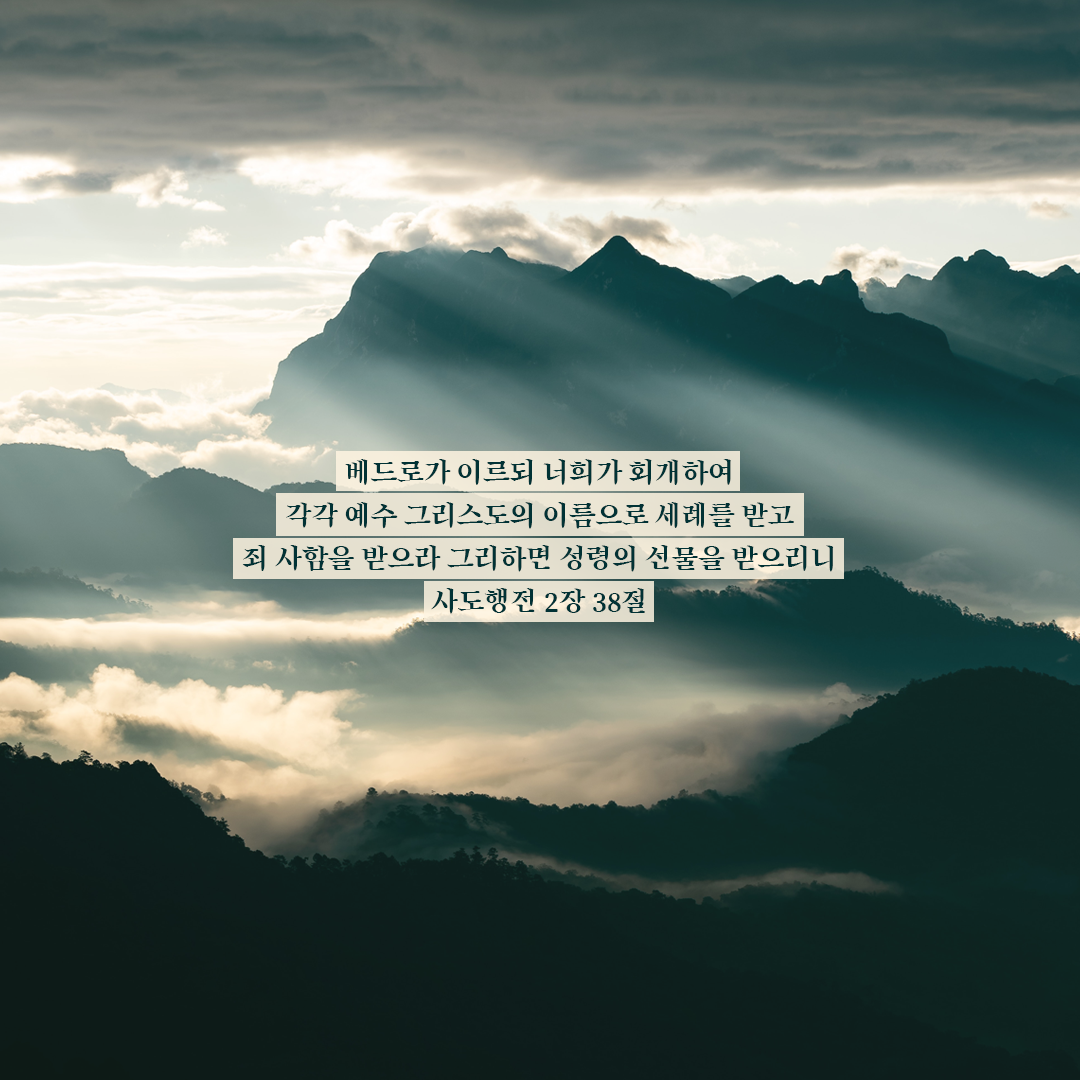 베드로가 이르되 너희가 회개하여
각각 예수 그리스도의 이름으로 세례를 받고
죄 사함을 받으라 그리하면 성령의 선물을 받으리니
사도행전 2장 38절